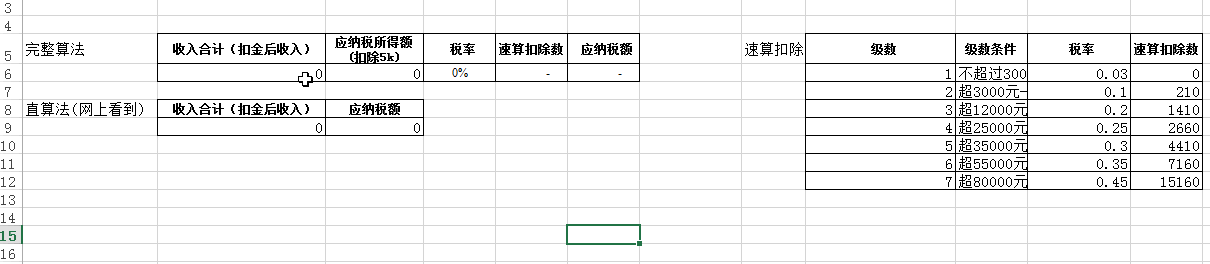 3
4
5 完整算法 收入合计（扣金后收入） 应纳税所得额(扣除5k) 税率 速算扣除数 应纳税额 速算扣除 级数 级数条件 税率 速算扣除数
6 0 0 0% - - 1 不超过300 0.03 0
7 2 超3000元- 0.1 210
8 直算法(网上看到) 收入合计（扣金后收入） 应纳税额 3 超12000元 0.2 1410
9 0 0 4 超25000元 0.25 2660
10 5 超35000元 0.3 4410
11 6 超55000元 0.35 7160
12 7 超80000元 0.45 15160
13
14
15
16